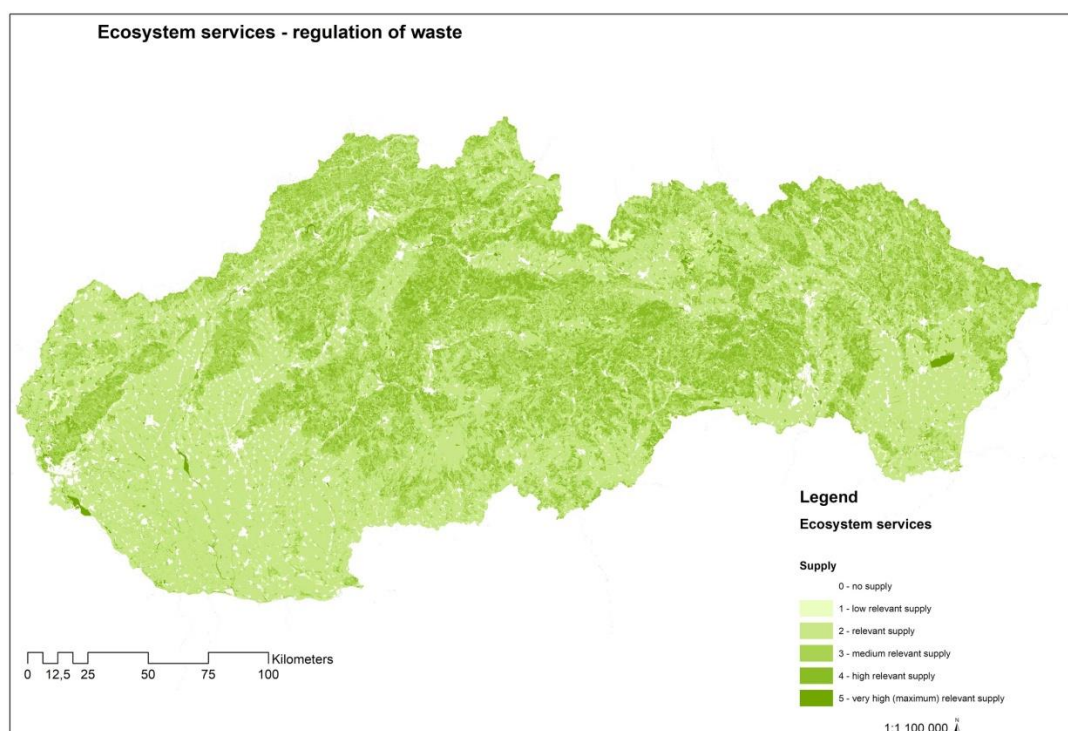 Ecosystem services - regulation of waste
Legend
Ecosystem services
Supply
0 - no supply
1 - low relevant supply
2 - relevant supply
3 - medium relevant supply
4 - high relevant supply
5 - very high (maximum) relevant supply
Kilometers
0 12,5 25 50 75 100
1:1 100 000 N